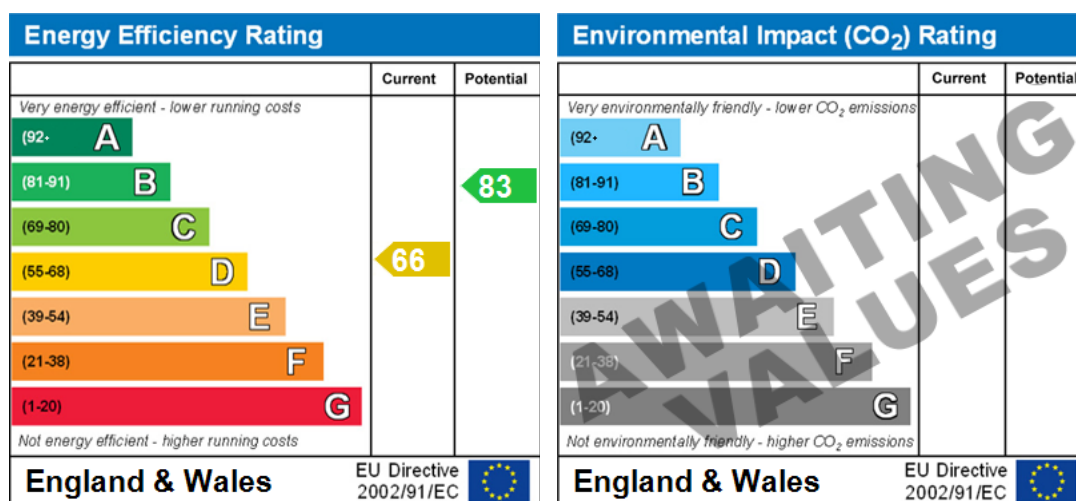 Energy Efficiency Rating
Current Potential
Very energy efficient - lower running costs
(92+ A
(81-91) B
83
(69-80) C
(55-68) D
66
(39-54) E
(21-38) F
(1-20) G
Not energy efficient - higher running costs
England & Wales
EU Directive
2002/91/EC
Environmental Impact (CO₂) Rating
Current Potential
Very environmentally friendly - lower CO₂ emissions
(92+ A
(81-91) B
(69-80) C
(55-68) D
(39-54) E
(21-38) F
(1-20) G
AWAITING
VALUES
Not environmentally friendly - higher CO₂ emissions
England & Wales
EU Directive
2002/91/EC